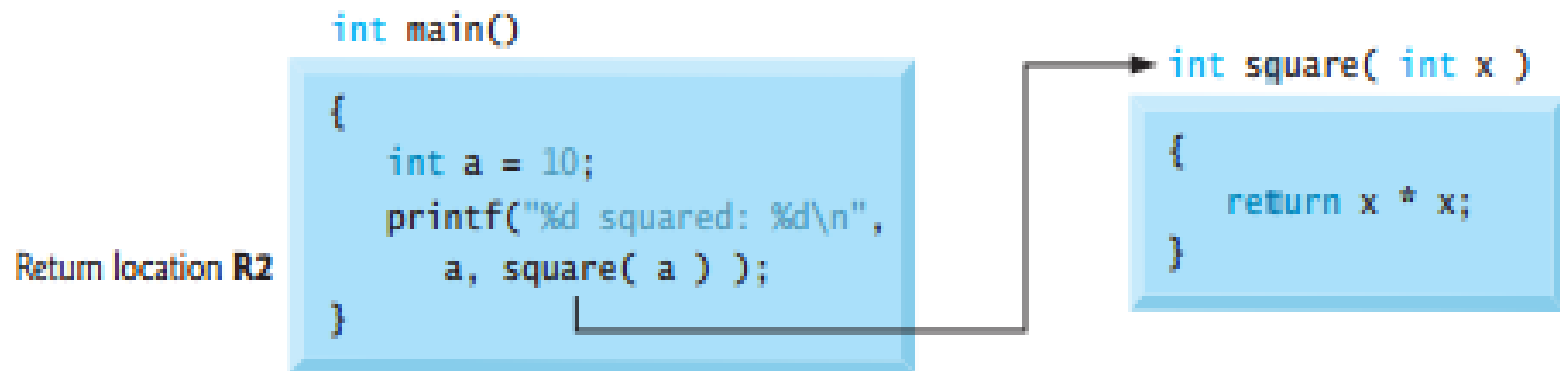 int main()
{
int a = 10;
printf("%d squared: %d\n",
Return location R2
a, square( a ) );
}
int square( int x )
{
return x * x;
}